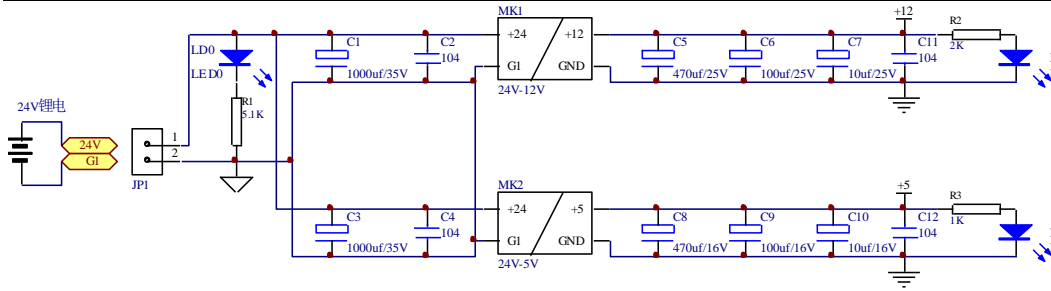 24V锂电
24V
G1
JP1
1
2
LD0
LED0
R1
5.1K
C1
1000uf/35V
C2
104
MK1
+24
+12
G1
GND
24V-12V
C5
470uf/25V
C6
100uf/25V
C7
10uf/25V
+12
C11
104
R2
2K
C3
1000uf/35V
C4
104
MK2
+24
+5
G1
GND
24V-5V
C8
470uf/16V
C9
100uf/16V
C10
10uf/16V
+5
C12
104
R3
1K